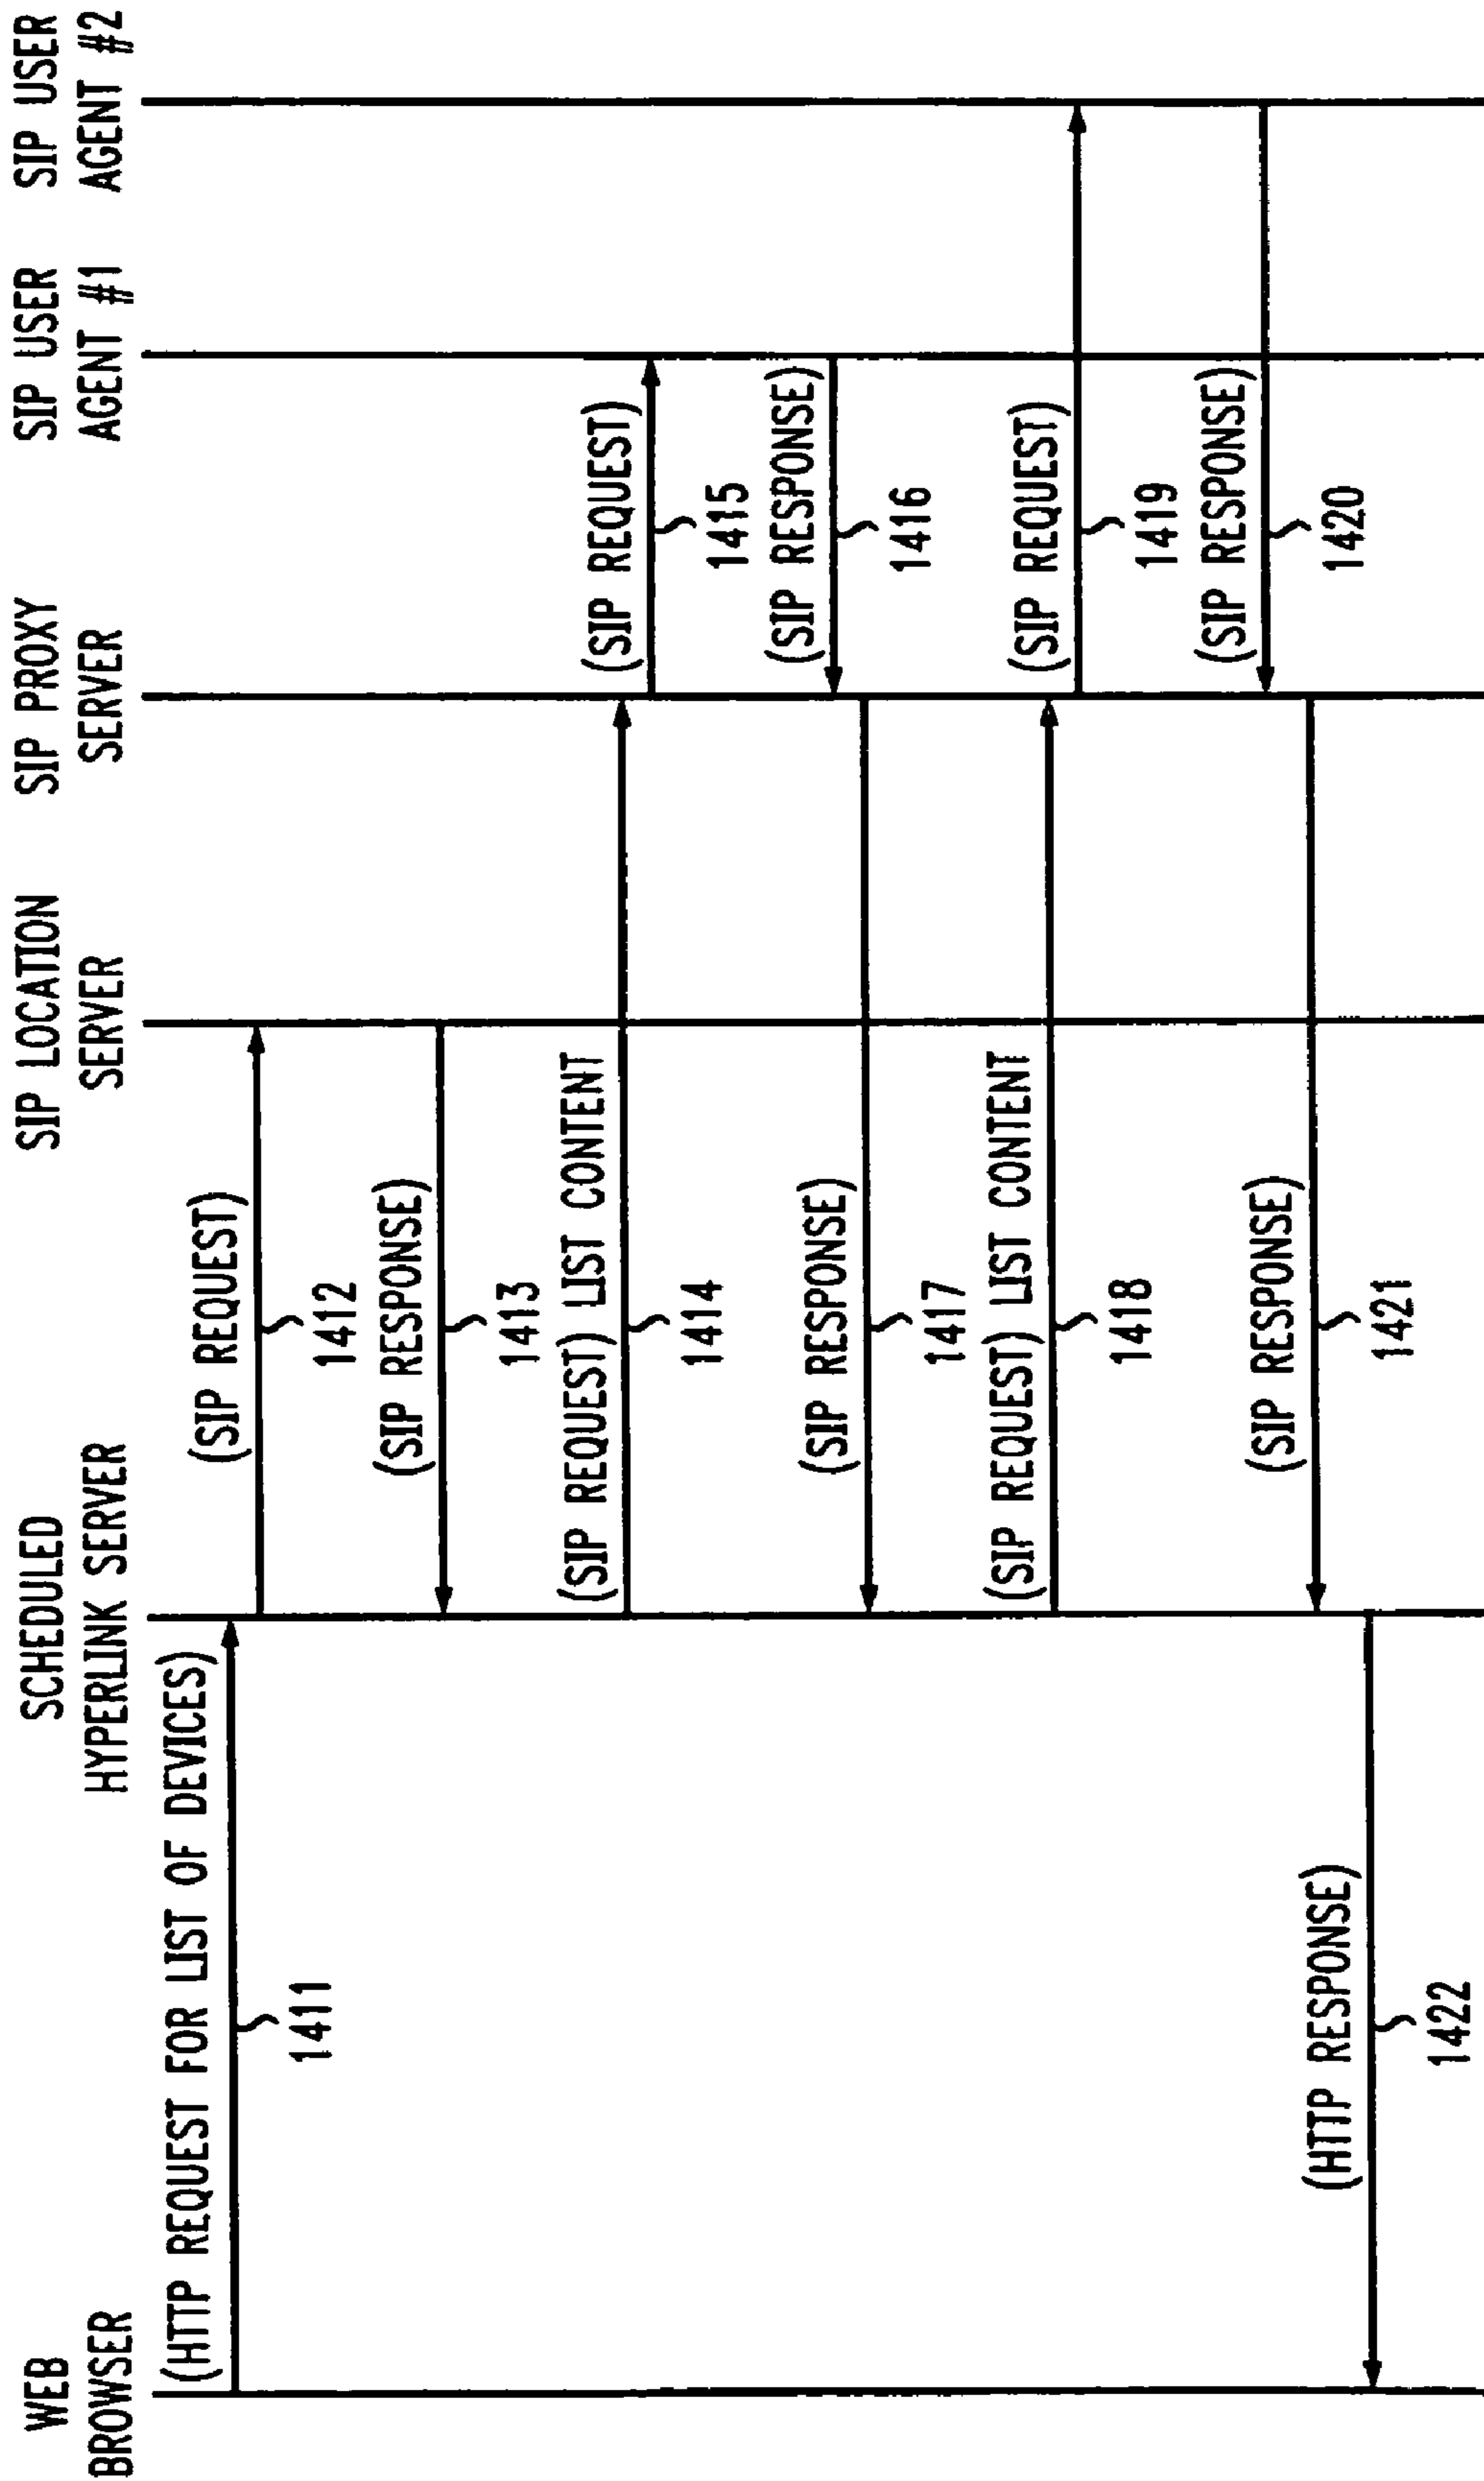 WEB
BROWSER
SCHEDULED
HYPERLINK SERVER
SIP LOCATION
SERVER
SIP PROXY
SERVER
SIP USER
AGENT #1
SIP USER
AGENT #2
(HTTP REQUEST FOR LIST OF DEVICES)
1411
(SIP REQUEST)
1412
(SIP RESPONSE)
1413
(SIP REQUEST) LIST CONTENT
1414
(SIP REQUEST)
1415
(SIP RESPONSE)
1416
(SIP RESPONSE)
1417
(SIP REQUEST) LIST CONTENT
1418
(SIP REQUEST)
1419
(SIP RESPONSE)
1420
(SIP RESPONSE)
1421
(HTTP RESPONSE)
1422